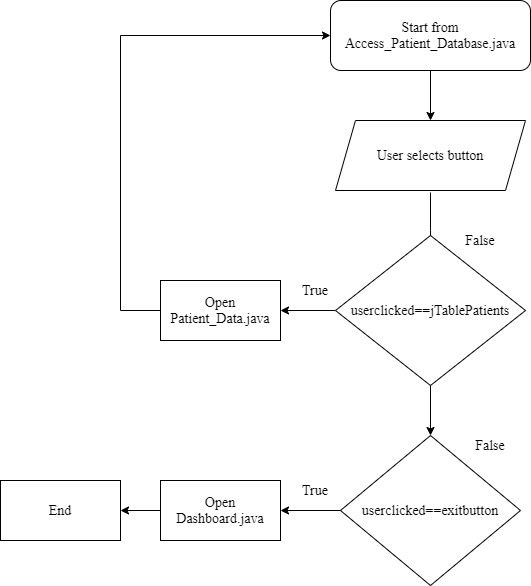 Start from
Access_Patient_Database.java
User selects button
False
True
Open
Patient_Data.java
userclicked==jTablePatients
False
True
End
Open
Dashboard.java
userclicked==exitbutton